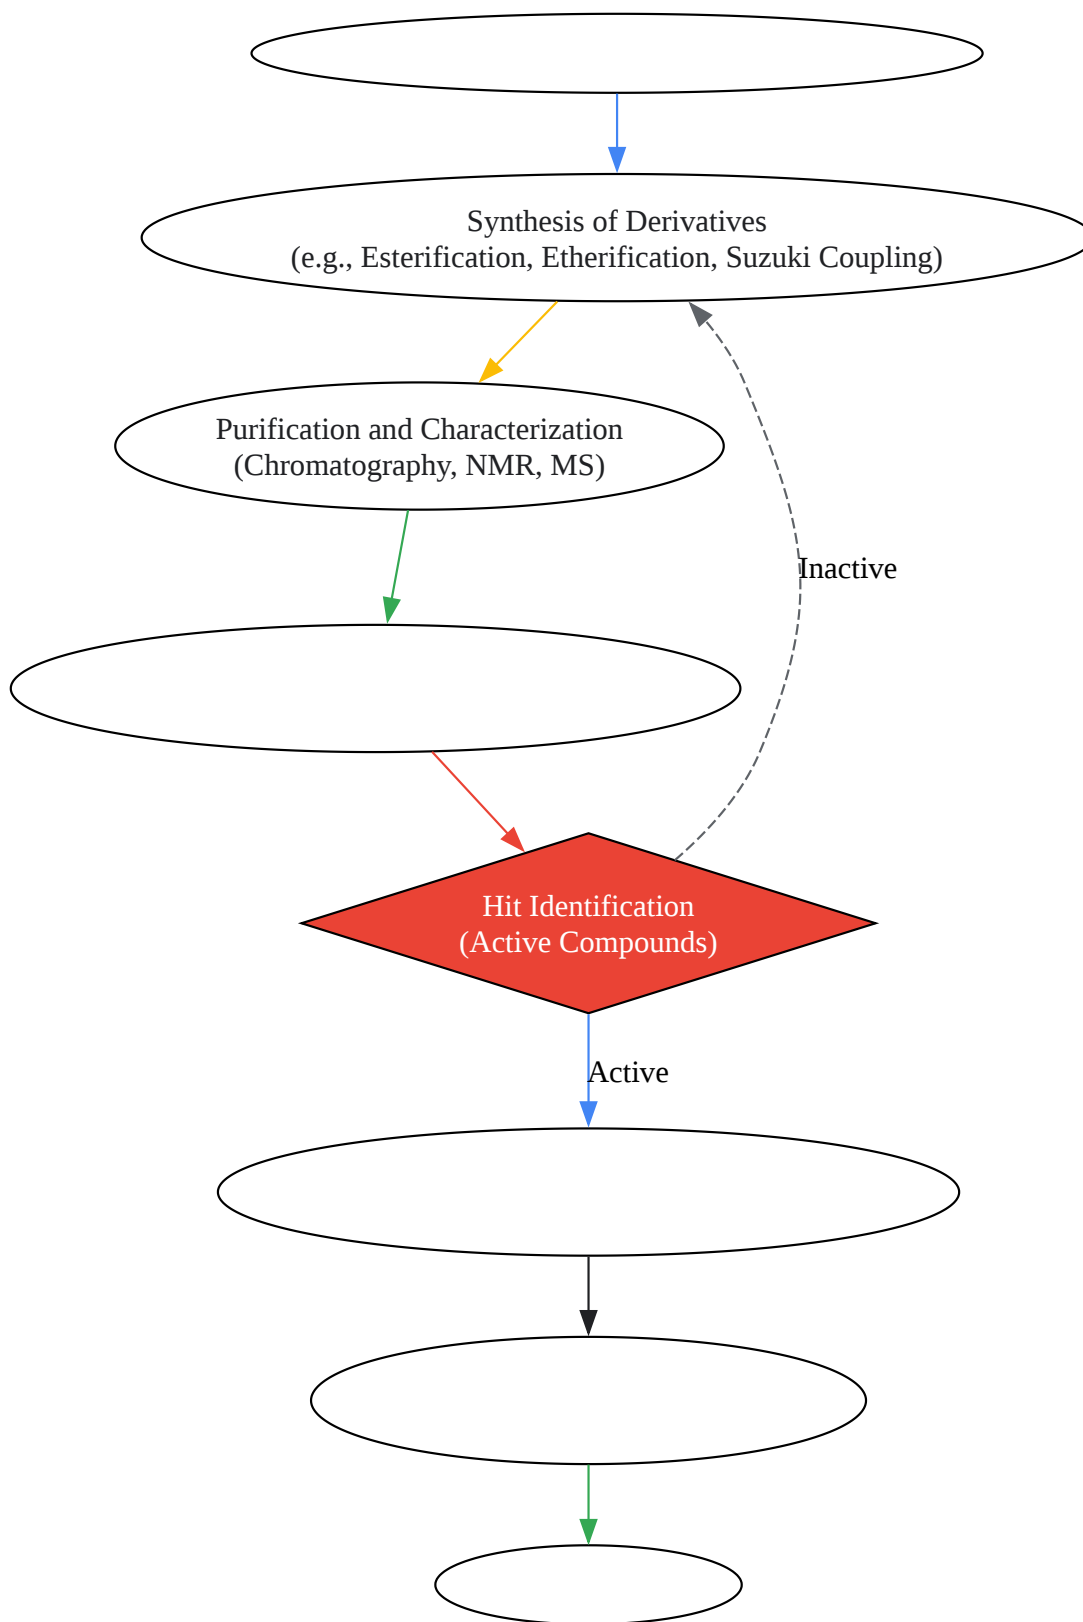 Synthesis of Derivatives
(e.g., Esterification, Etherification, Suzuki Coupling)
Purification and Characterization
(Chromatography, NMR, MS)
Inactive
Hit Identification
(Active Compounds)
Active